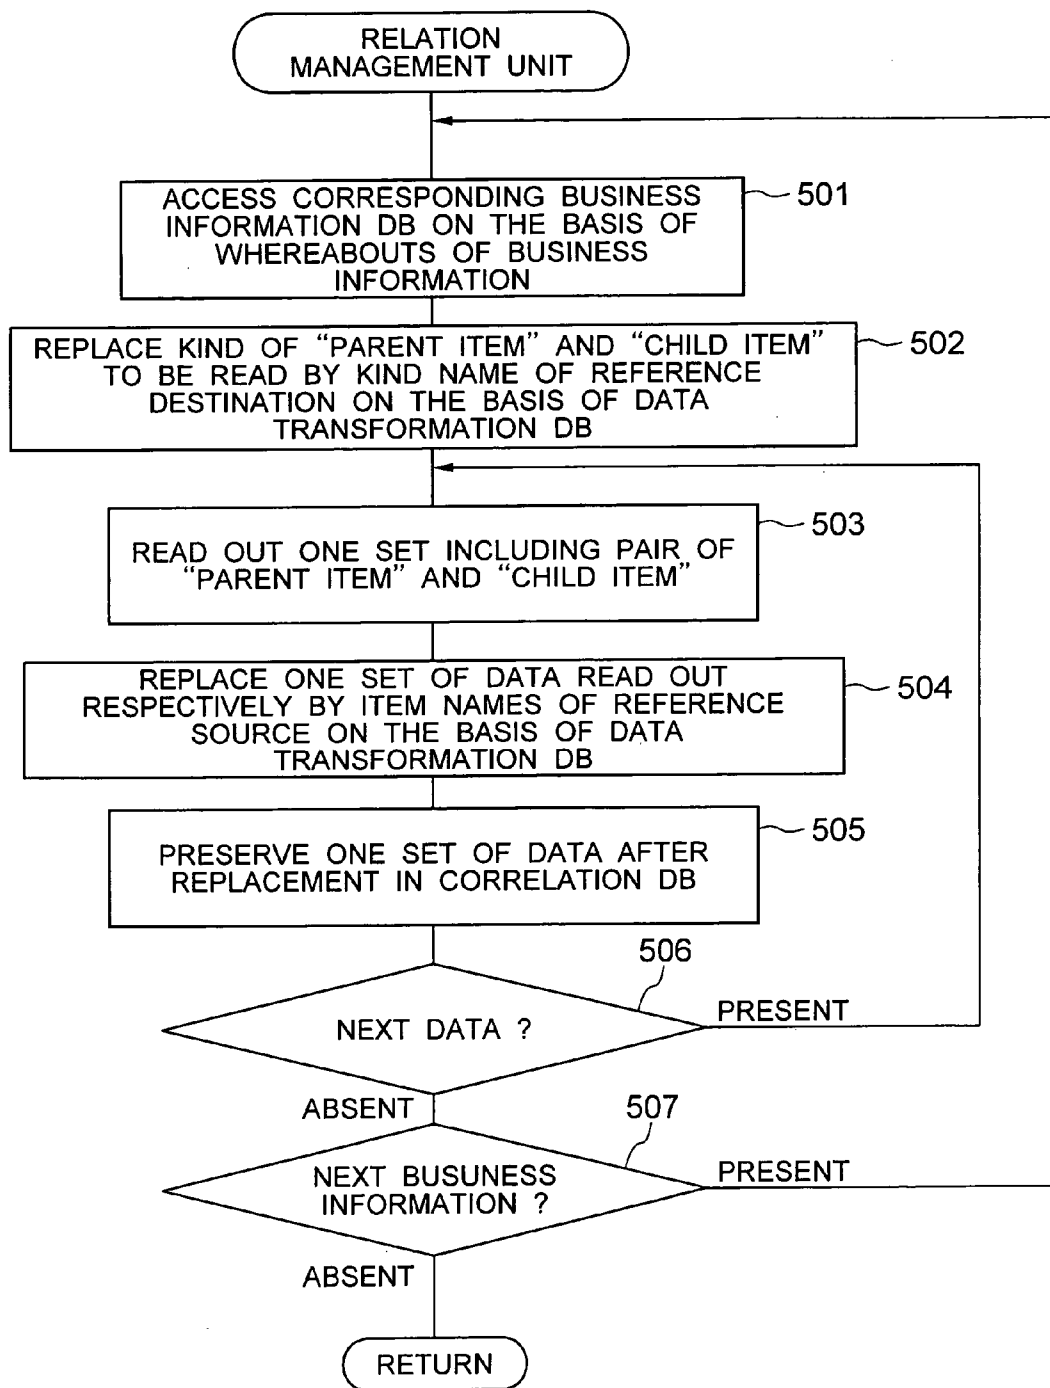 RELATION
MANAGEMENT UNIT
ACCESS CORRESPONDING BUSINESS
INFORMATION DB ON THE BASIS OF
WHEREABOUTS OF BUSINESS
INFORMATION
501
REPLACE KIND OF “PARENT ITEM” AND “CHILD ITEM”
TO BE READ BY KIND NAME OF REFERENCE
DESTINATION ON THE BASIS OF DATA
TRANSFORMATION DB
502
READ OUT ONE SET INCLUDING PAIR OF
“PARENT ITEM” AND “CHILD ITEM”
503
REPLACE ONE SET OF DATA READ OUT
RESPECTIVELY BY ITEM NAMES OF REFERENCE
SOURCE ON THE BASIS OF DATA
TRANSFORMATION DB
504
PRESERVE ONE SET OF DATA AFTER
REPLACEMENT IN CORRELATION DB
505
506
NEXT DATA ?
PRESENT
ABSENT
507
NEXT BUSUNESS
INFORMATION ?
PRESENT
ABSENT
RETURN